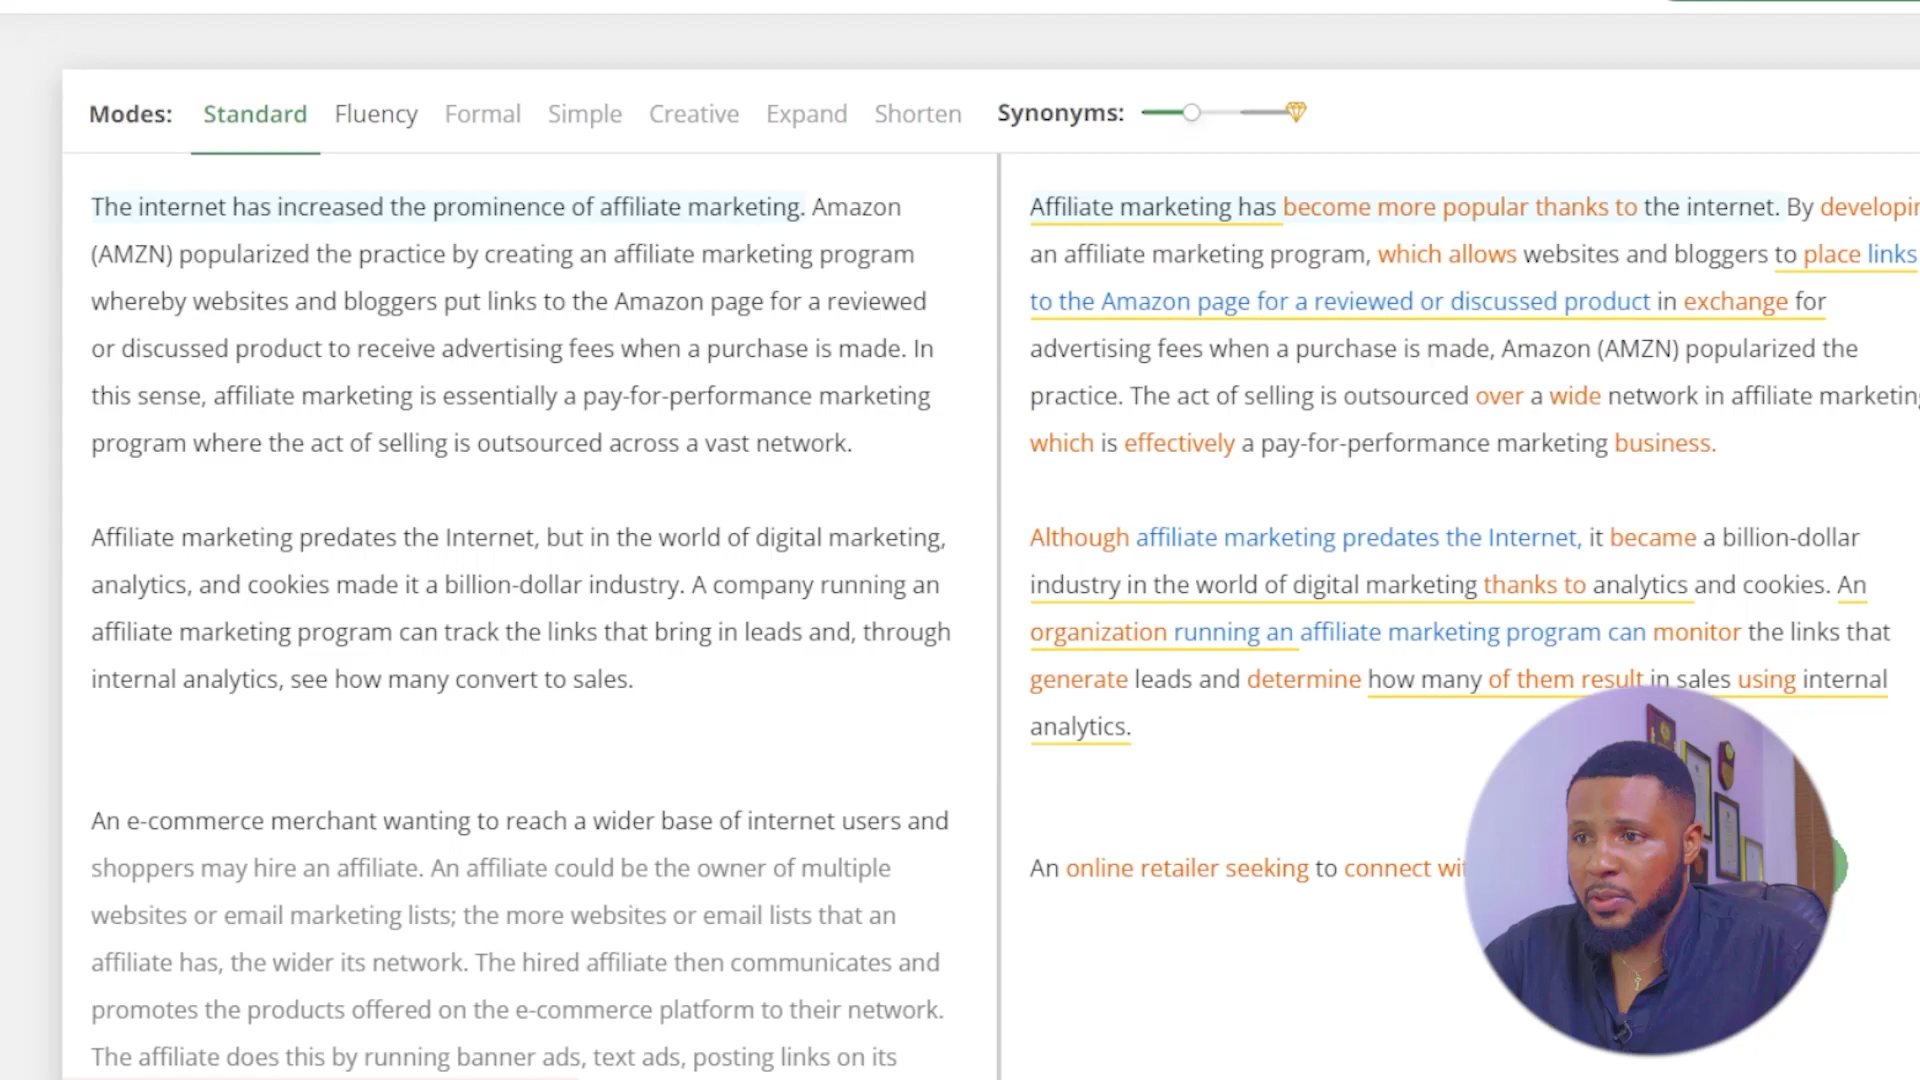 Modes: Standard Fluency Formal Simple Creative Expand Shorten Synonyms:
The internet has increased the prominence of affiliate marketing. Amazon
(AMZN) popularized the practice by creating an affiliate marketing program
whereby websites and bloggers put links to the Amazon page for a reviewed
or discussed product to receive advertising fees when a purchase is made. In
this sense, affiliate marketing is essentially a pay-for-performance marketing
program where the act of selling is outsourced across a vast network.
Affiliate marketing predates the Internet, but in the world of digital marketing,
analytics, and cookies made it a billion-dollar industry. A company running an
affiliate marketing program can track the links that bring in leads and, through
internal analytics, see how many convert to sales.
An e-commerce merchant wanting to reach a wider base of internet users and
shoppers may hire an affiliate. An affiliate could be the owner of multiple
websites or email marketing lists; the more websites or email lists that an
affiliate has, the wider its network. The hired affiliate then communicates and
promotes the products offered on the e-commerce platform to their network.
The affiliate does this by running banner ads, text ads, posting links on its
Affiliate marketing has become more popular thanks to the internet. By
an affiliate marketing program, which allows websites and bloggers to place links
to the Amazon page for a reviewed or discussed product in exchange for
advertising fees when a purchase is made, Amazon (AMZN) popularized the
practice. The act of selling is outsourced over a wide network in affiliate marketing
which is effectively a pay-for-performance marketing business.
Although affiliate marketing predates the Internet, it became a billion-dollar
industry in the world of digital marketing thanks to analytics and cookies. An
organization running an affiliate marketing program can monitor the links that
generate leads and determine how many of them result in sales using internal
analytics.
An online retailer seeking to connect